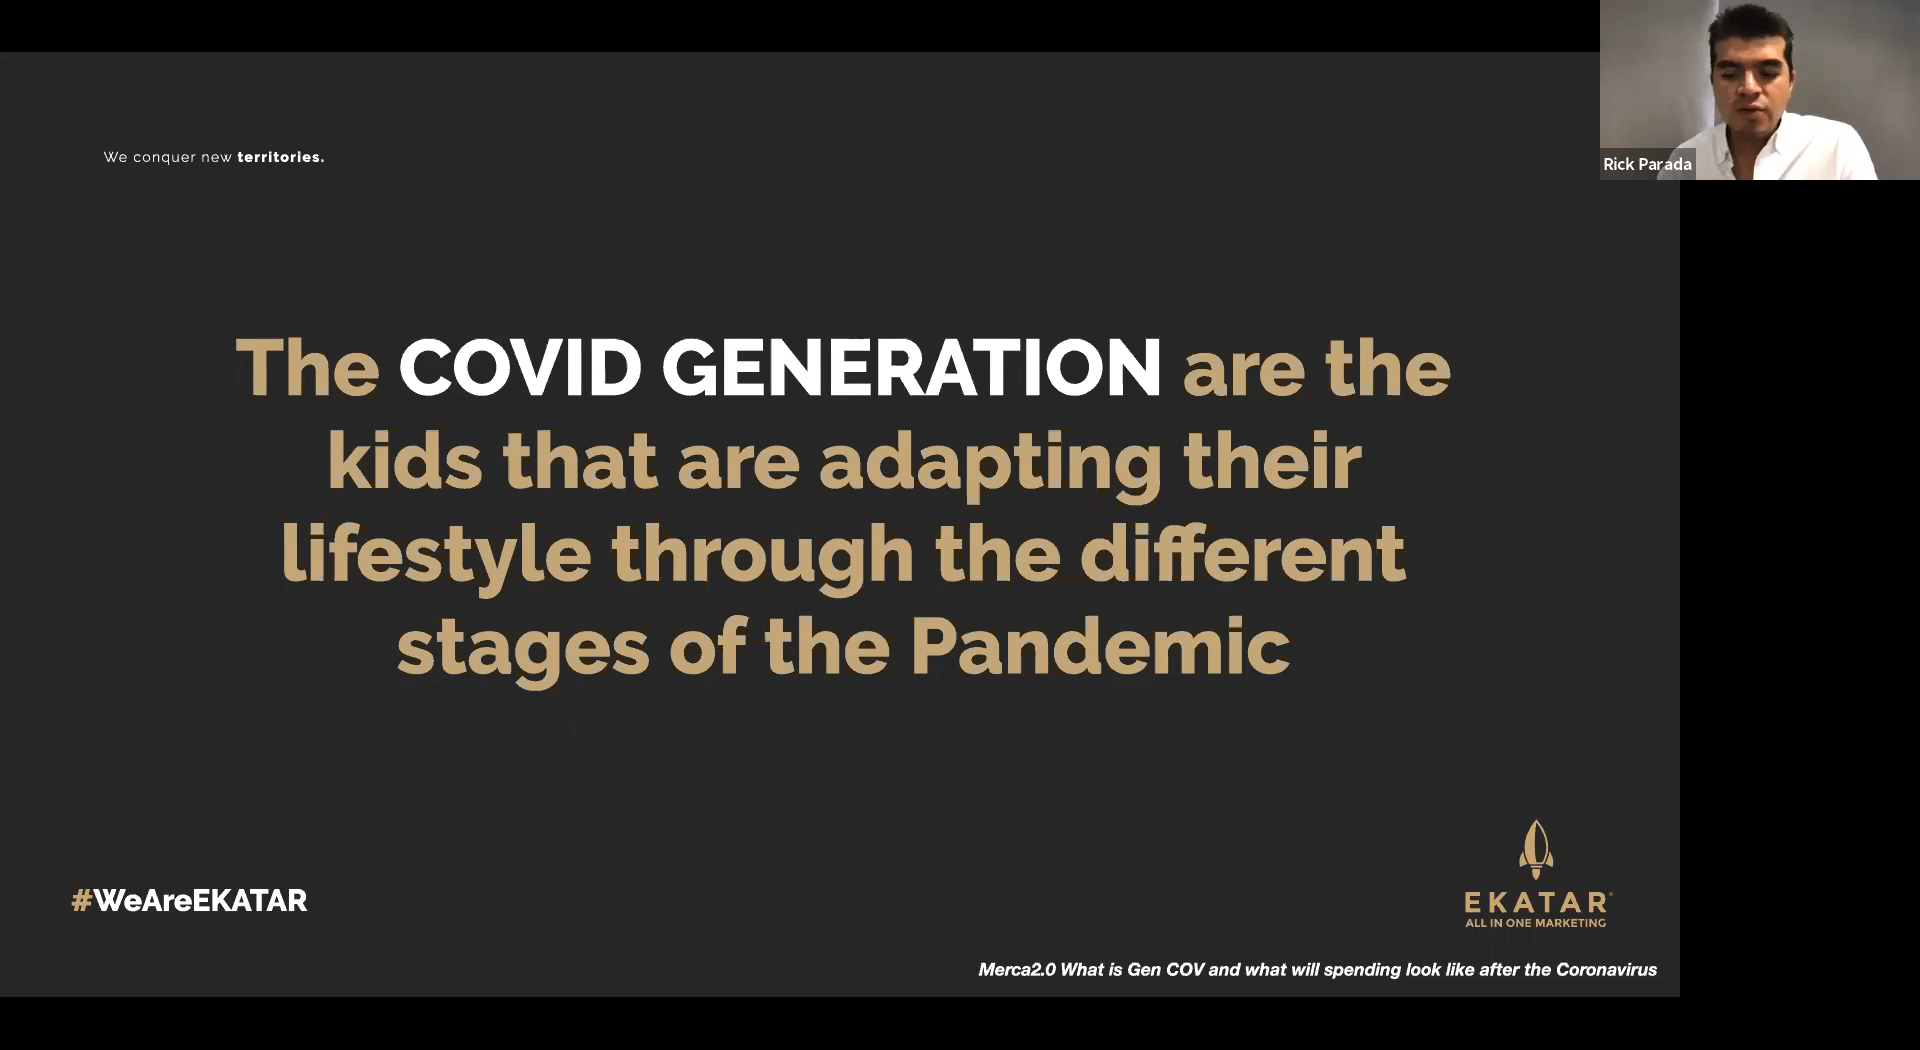 We conquer new territories.
Rick Parada
The COVID GENERATION are the
kids that are adapting their
lifestyle through the different
stages of the Pandemic
#WeAreEKATAR
EKATAR
ALL IN ONE MARKETING
Merca2.0 What is Gen COV and what will spending look like after the Coronavirus